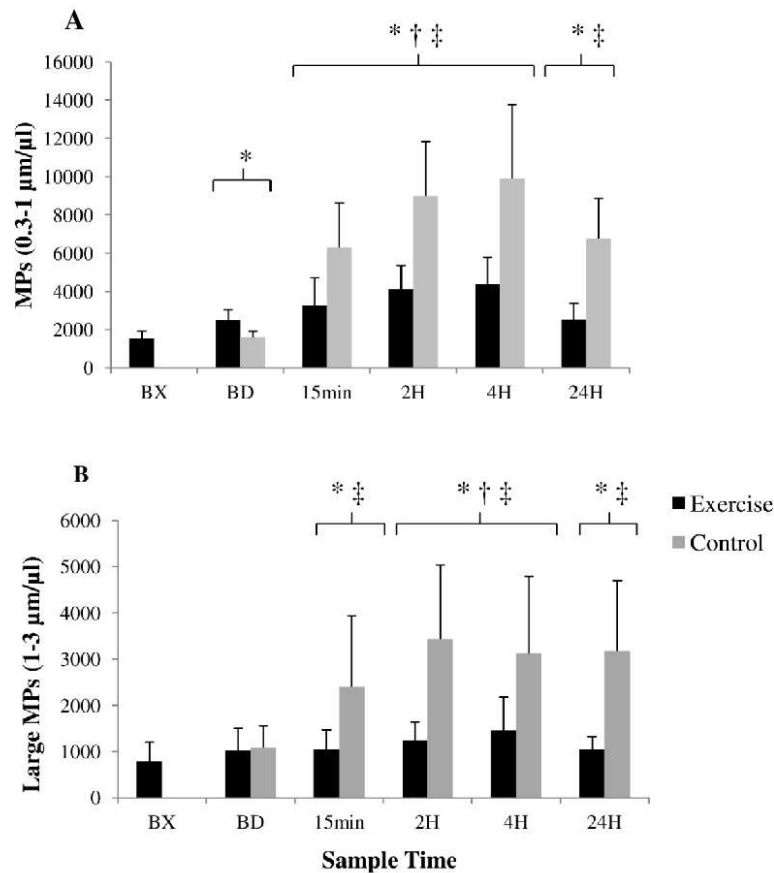 A
* † ‡
* ‡
*
MPs (0.3-1 µm/µl)
16000
14000
12000
10000
8000
6000
4000
2000
0
BX BD 15min 2H 4H 24H
B
* ‡
* † ‡
* ‡
Large MPs (1-3 µm/µl)
6000
5000
4000
3000
2000
1000
0
BX BD 15min 2H 4H 24H
Sample Time
Exercise
Control